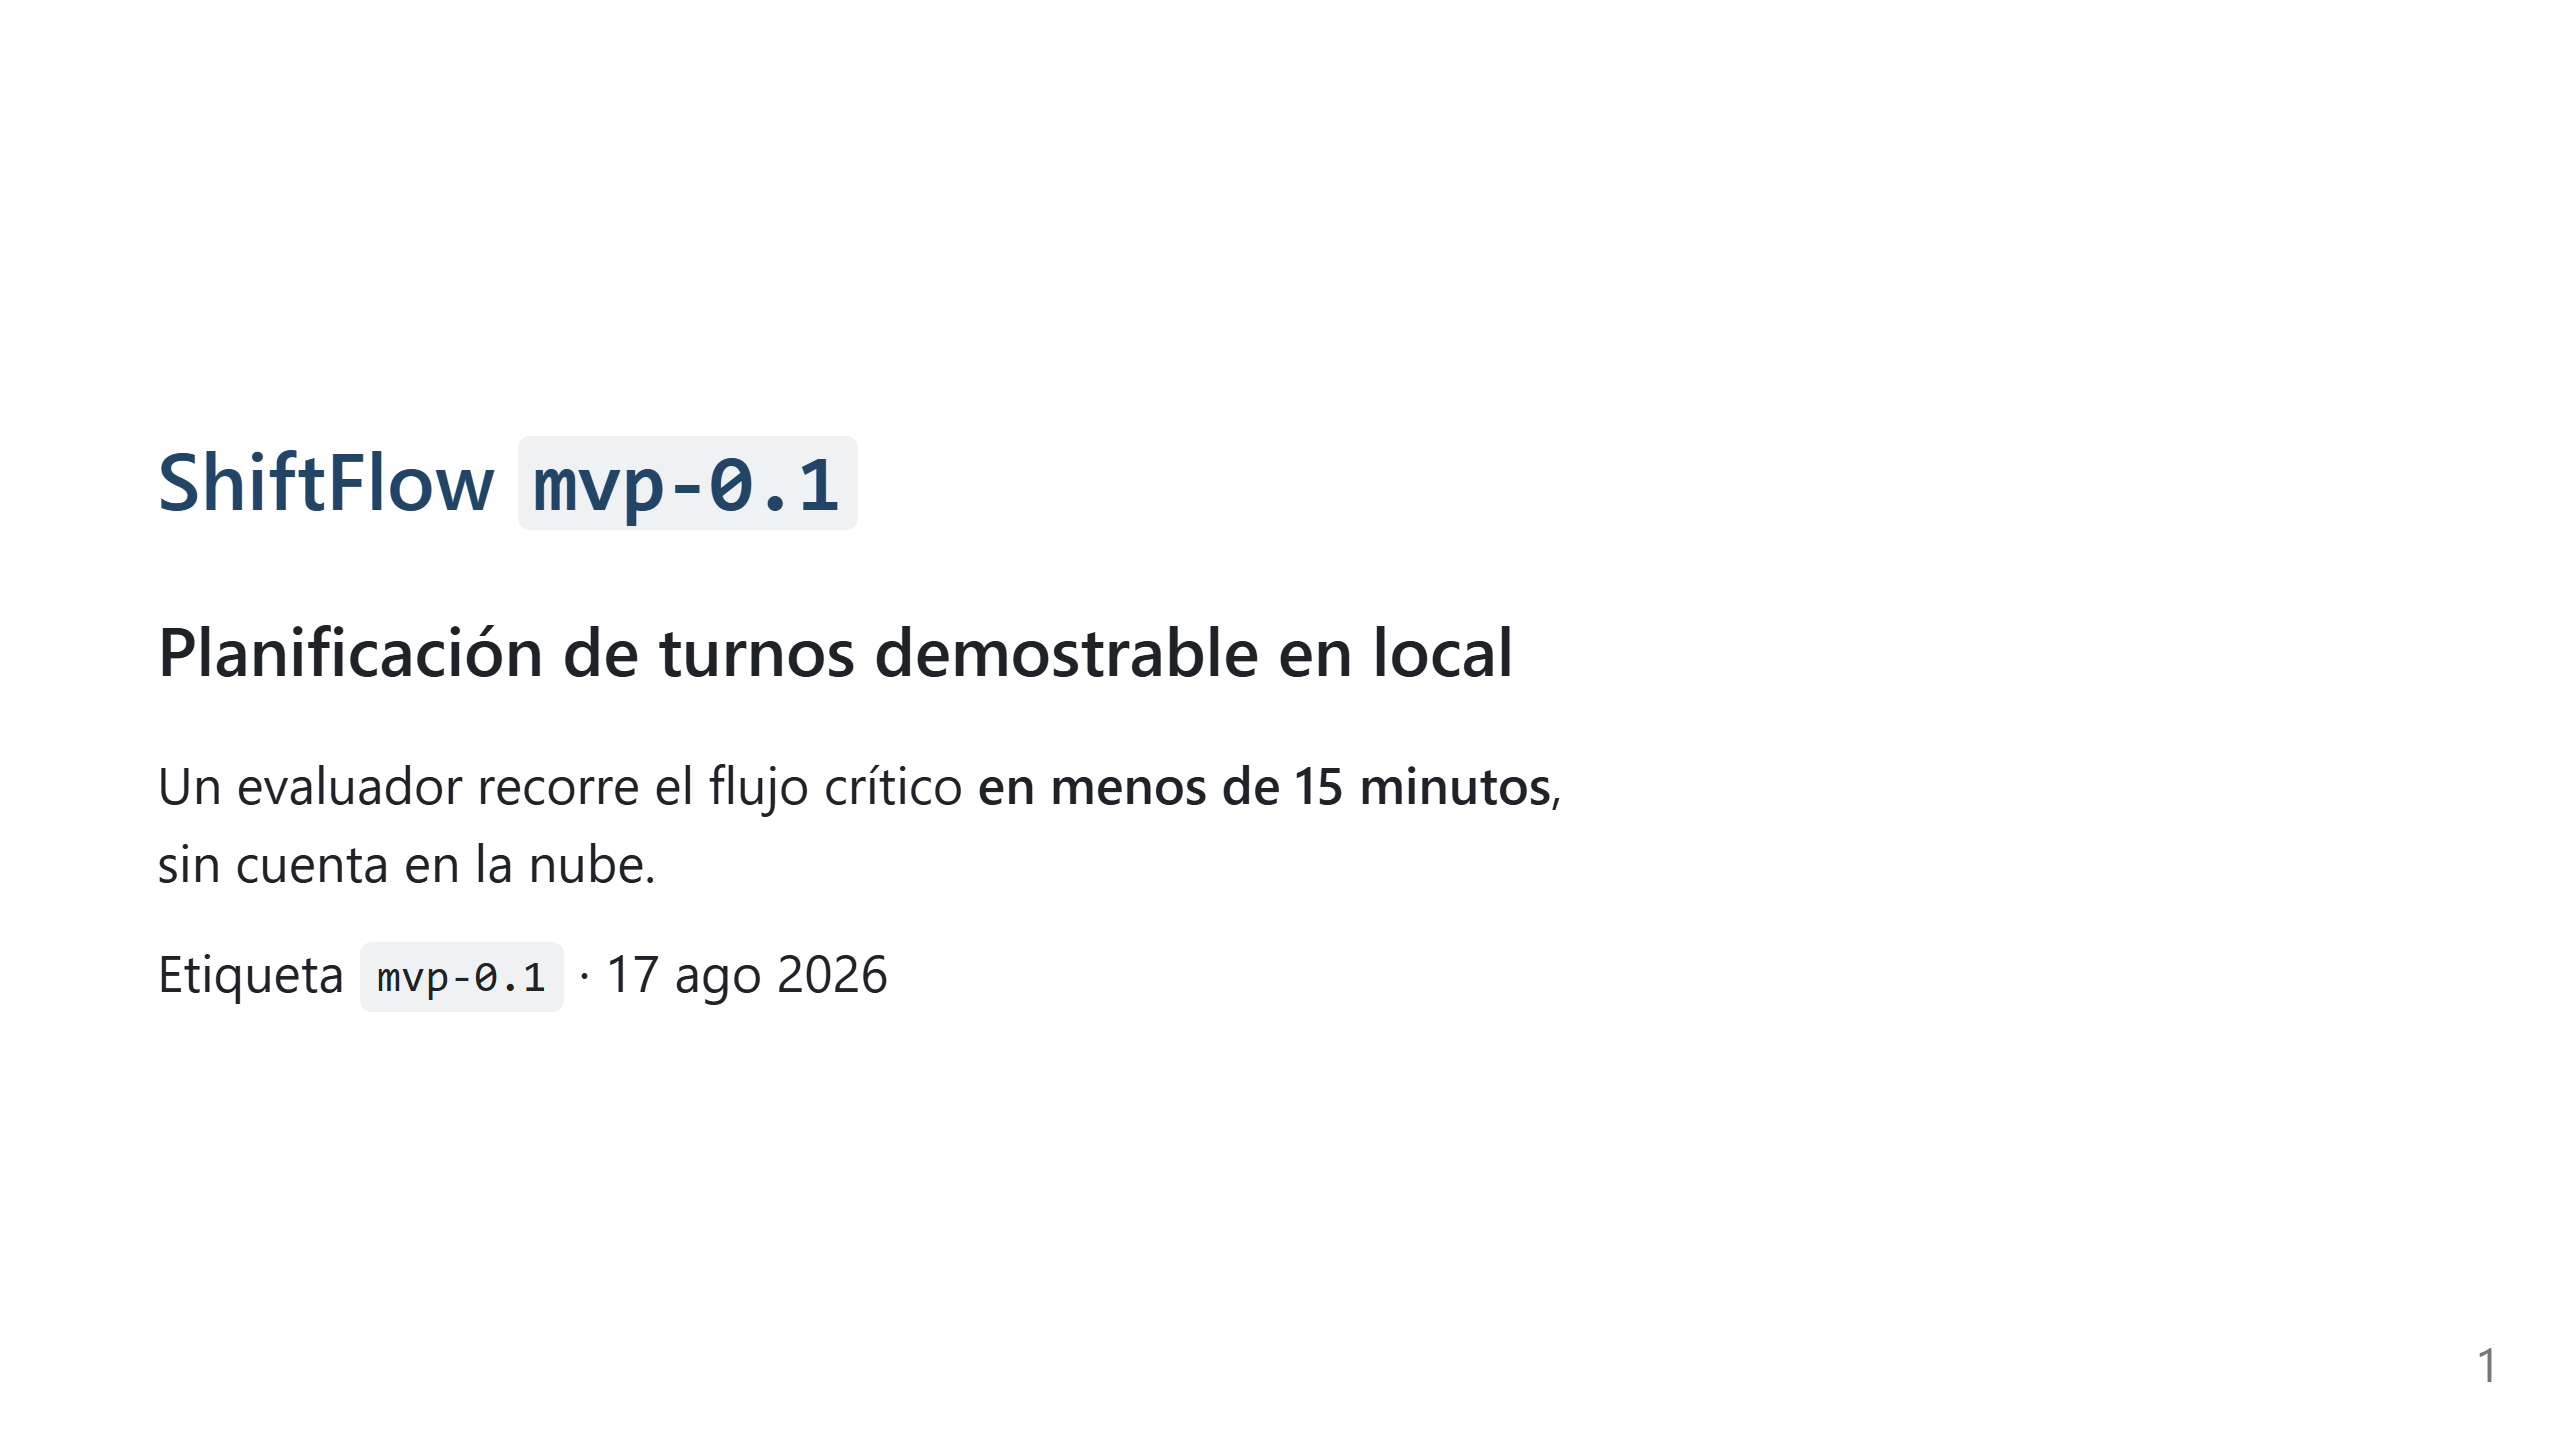 ShiftFlow mvp-0.1
Planificación de turnos demostrable en local
Un evaluador recorre el flujo crítico en menos de 15 minutos,
sin cuenta en la nube.
Etiqueta mvp-0.1 · 17 ago 2026
1